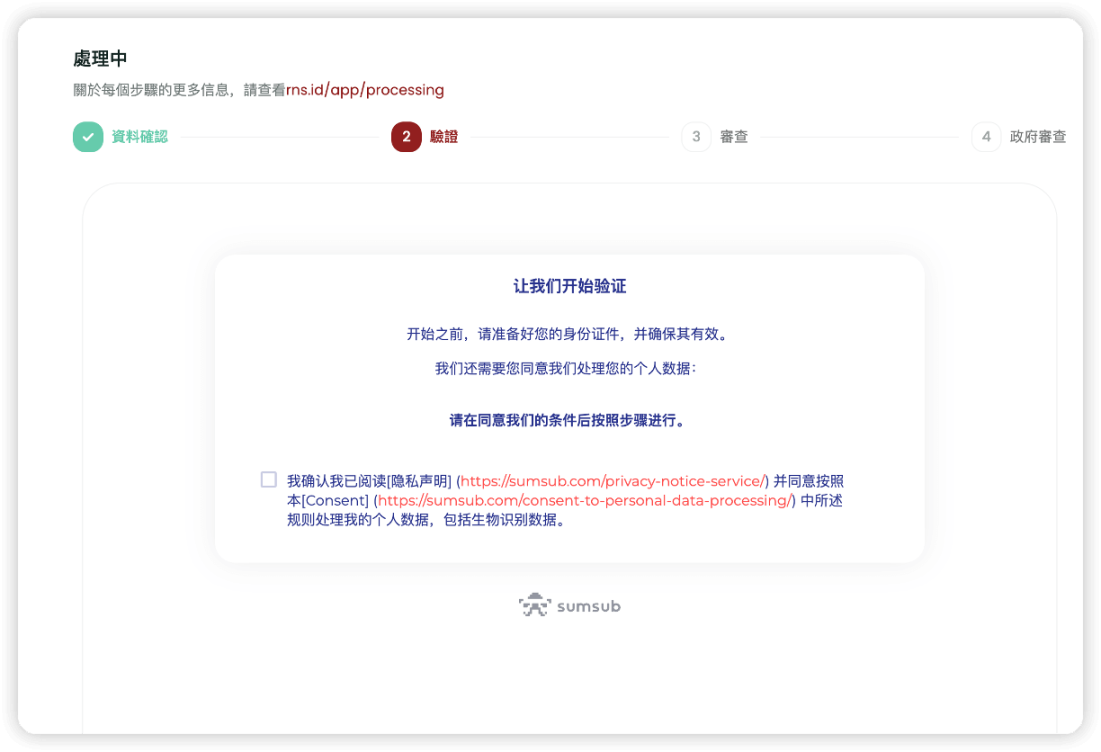 處理中
關於每個步驟的更多信息，請查看rns.id/app/processing
資料確認
2 驗證
3 審查
4 政府審查
让我们开始验证
开始之前，请准备好您的身份证件，并确保其有效。
我们还需要您同意我们处理您的个人数据：
请在同意我们的条件后按照步骤进行。
我确认我已阅读[隐私声明] (https://sumsub.com/privacy-notice-service/) 并同意按照
本[Consent] (https://sumsub.com/consent-to-personal-data-processing/) 中所述
规则处理我的个人数据，包括生物识别数据。
sumsub